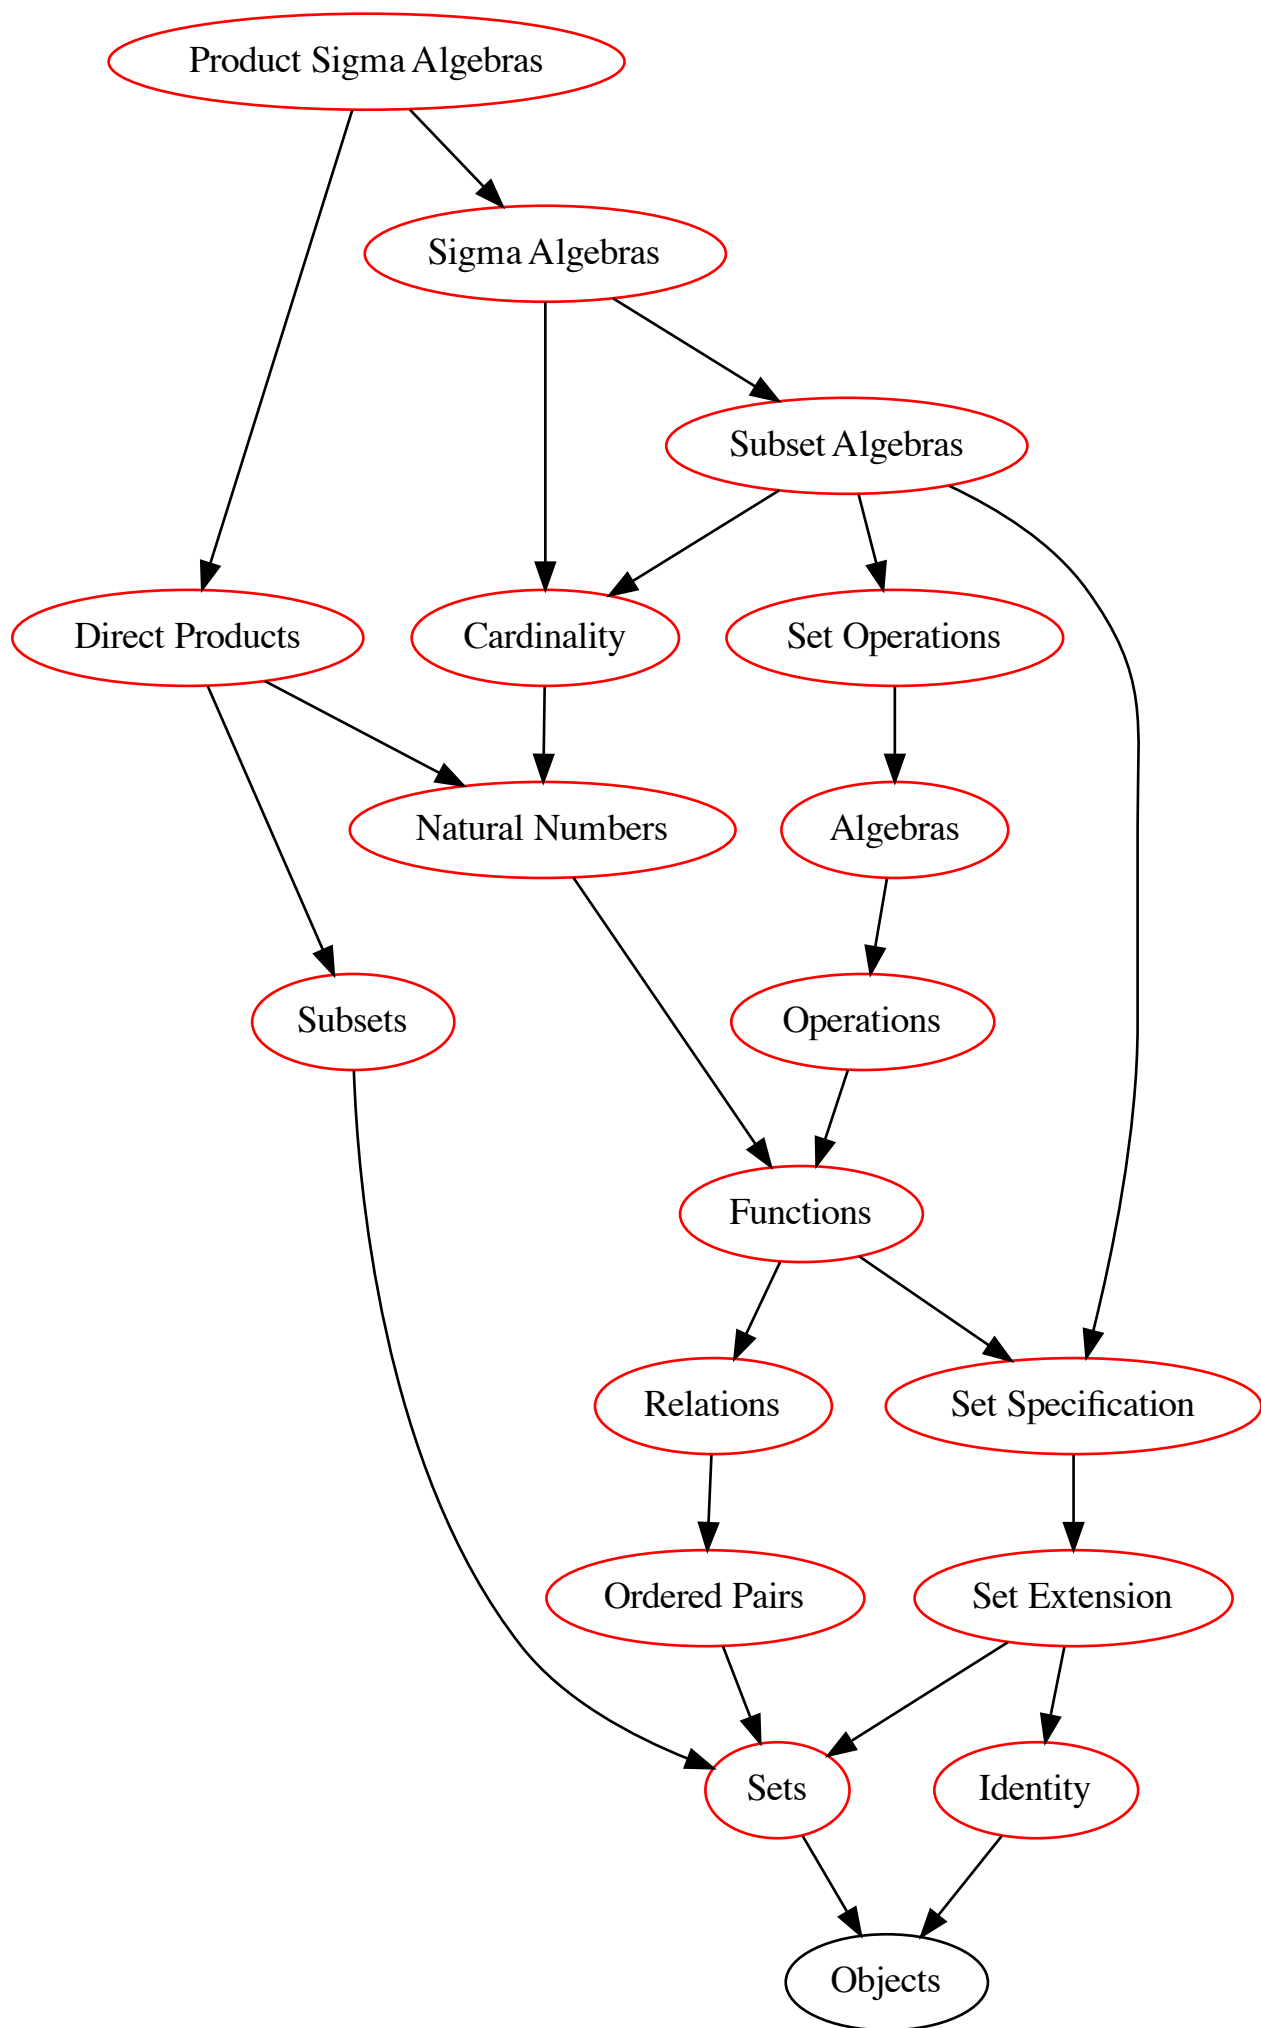 Product Sigma Algebras
Sigma Algebras
Subset Algebras
Direct Products
Cardinality
Set Operations
Natural Numbers
Algebras
Subsets
Operations
Functions
Relations
Set Specification
Ordered Pairs
Set Extension
Sets
Identity
Objects